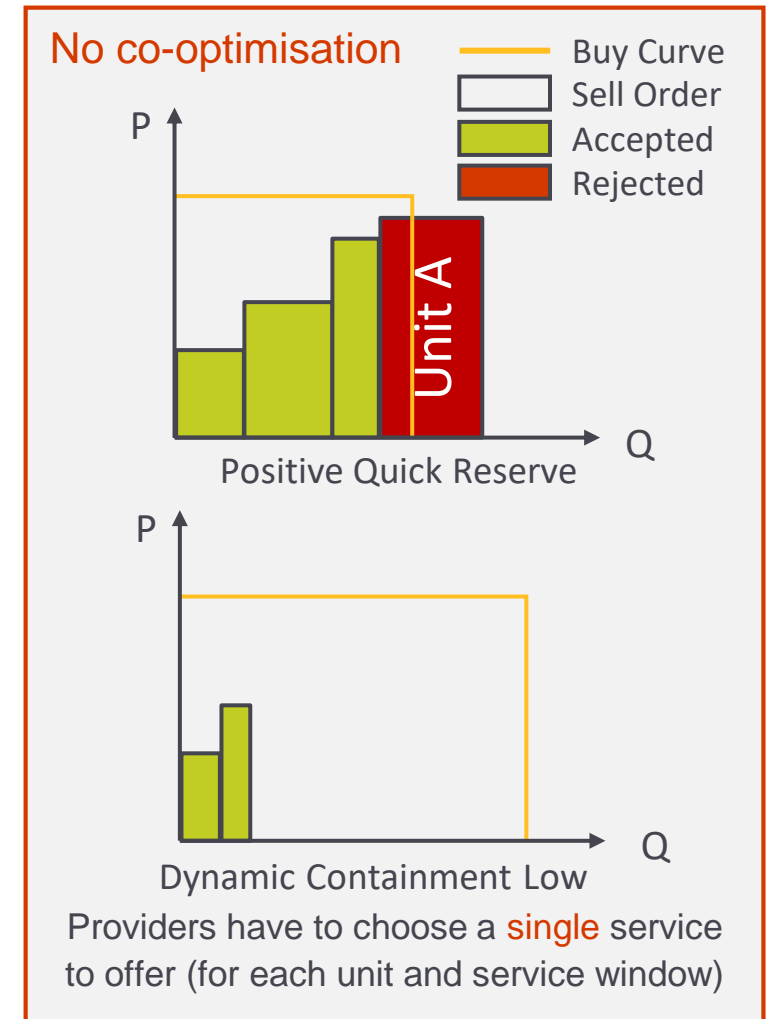 No co-optimisation
Buy Curve
Sell Order
Accepted
Rejected
P
Unit A
Q
Positive Quick Reserve
P
Q
Dynamic Containment Low
Providers have to choose a single service
to offer (for each unit and service window)